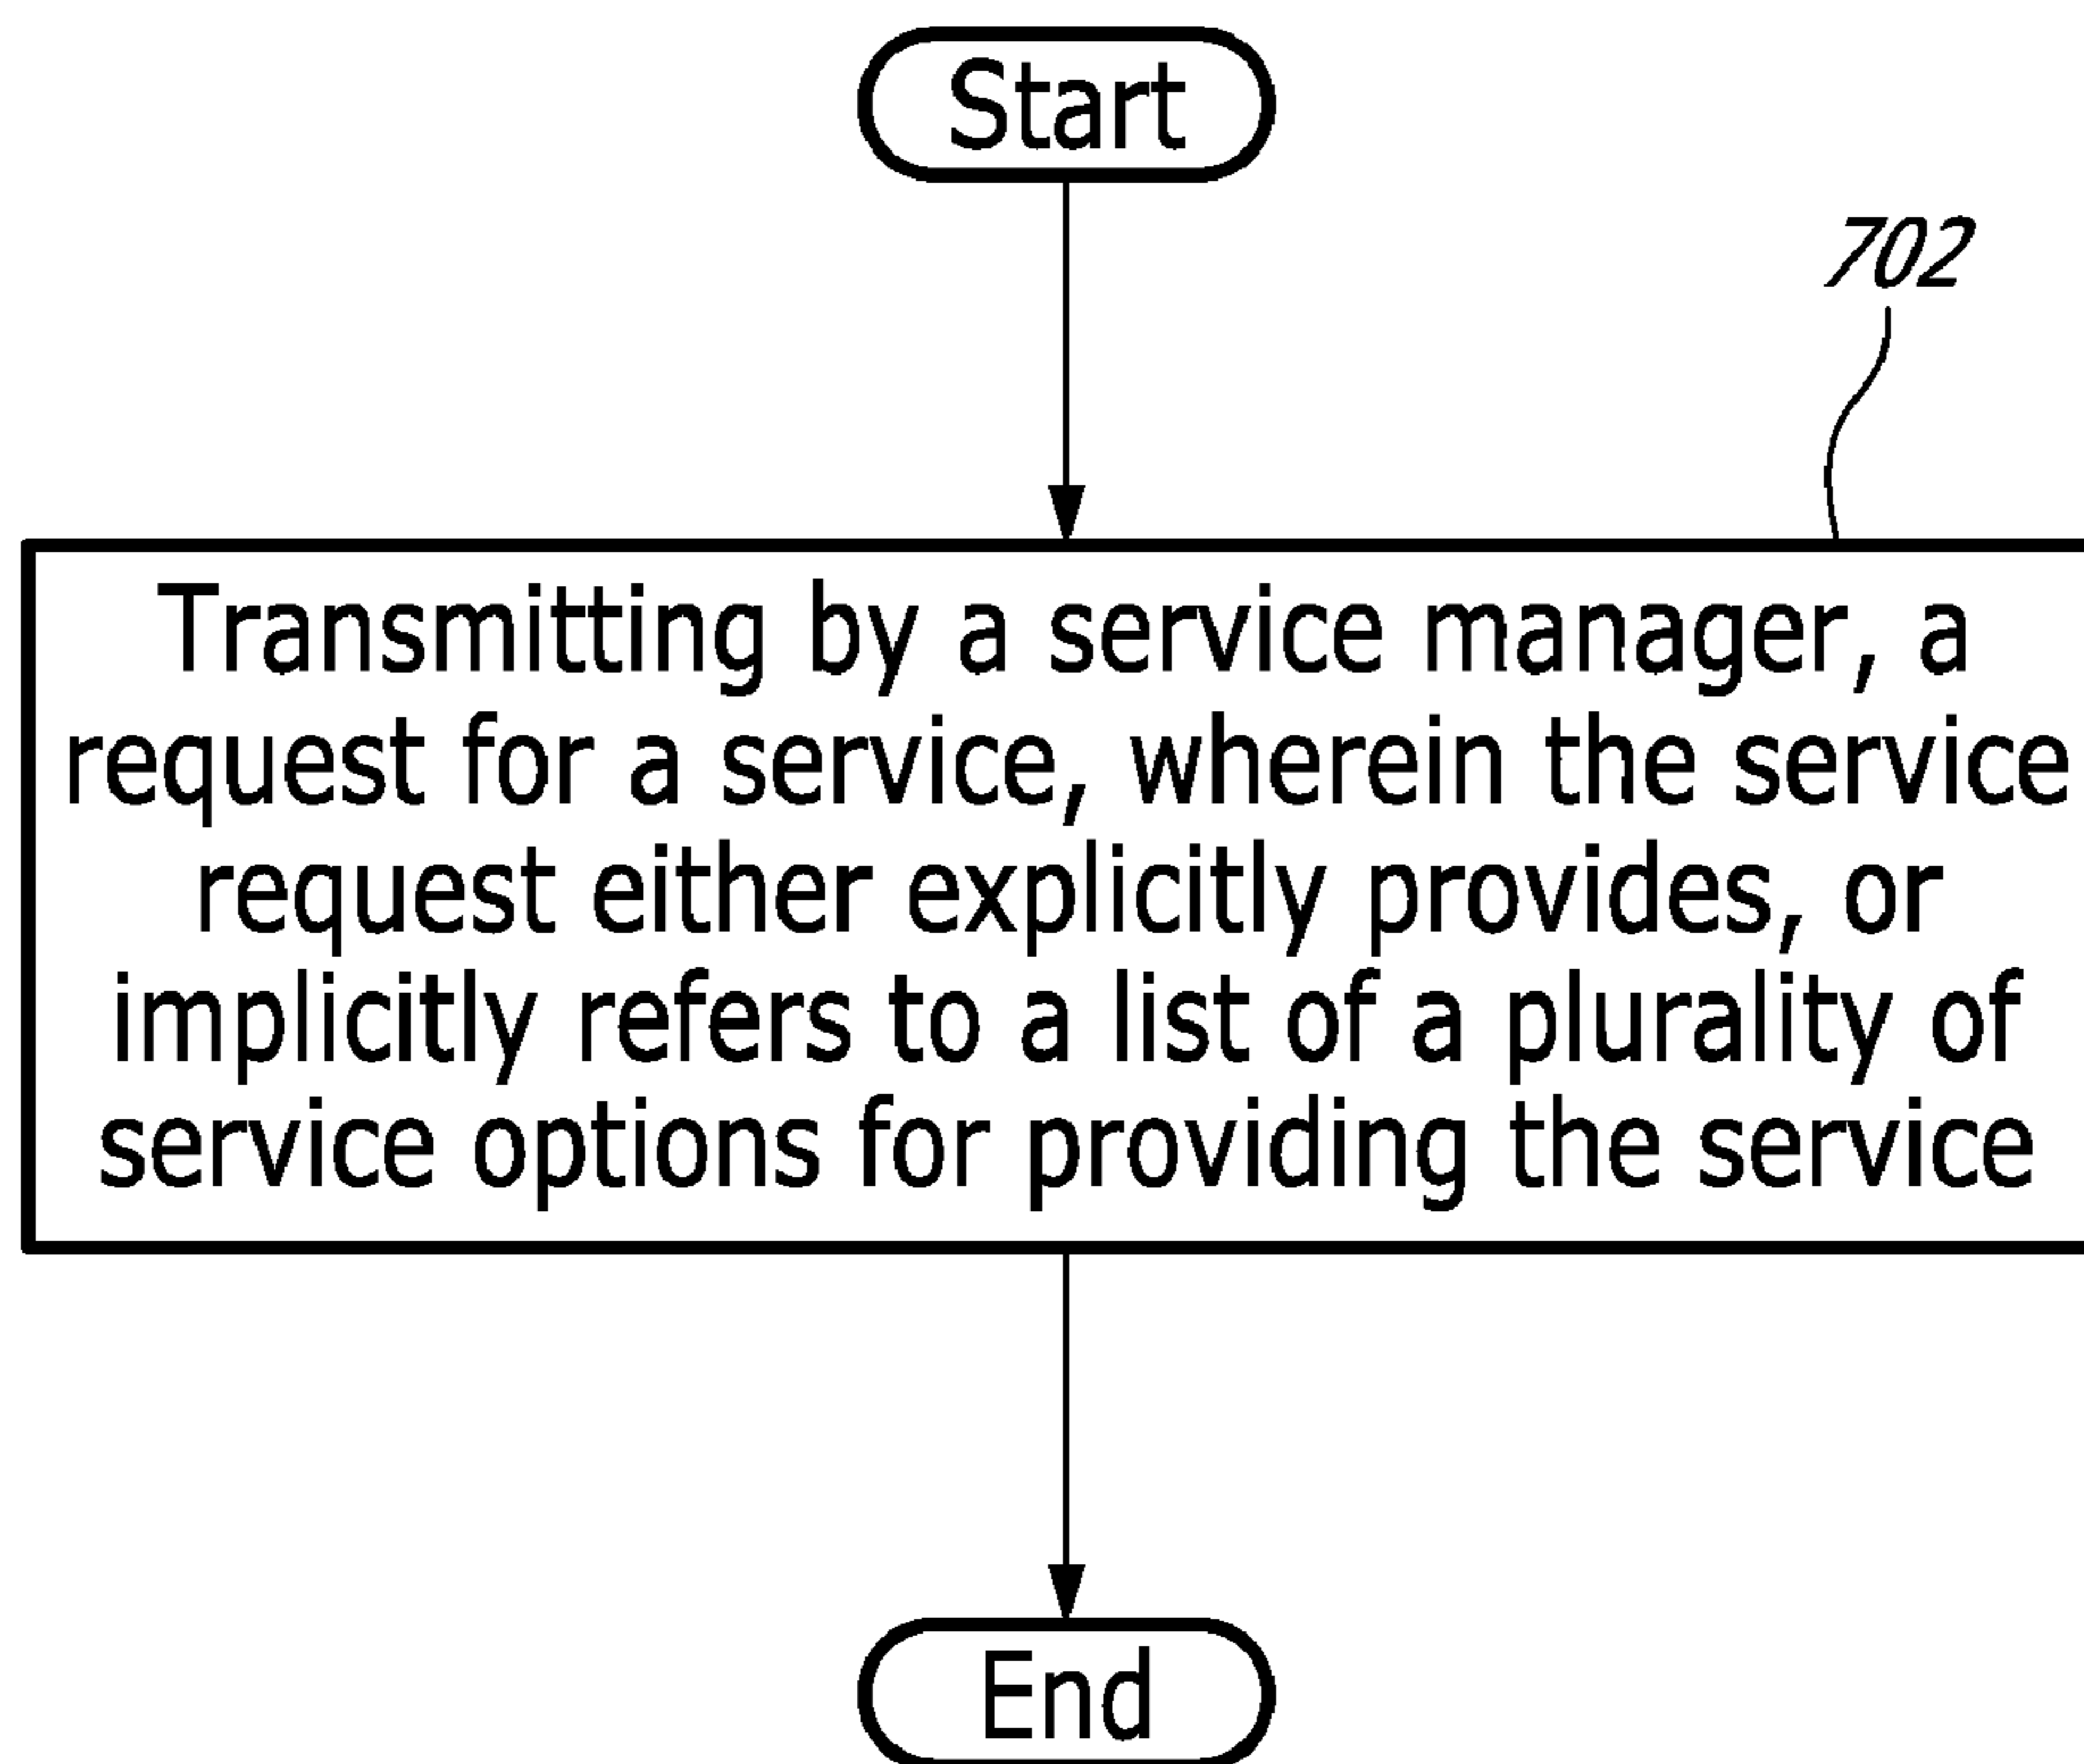 Start
702
Transmitting by a service manager, a
request for a service, wherein the service
request either explicitly provides, or
implicitly refers to a list of a plurality of
service options for providing the service
End